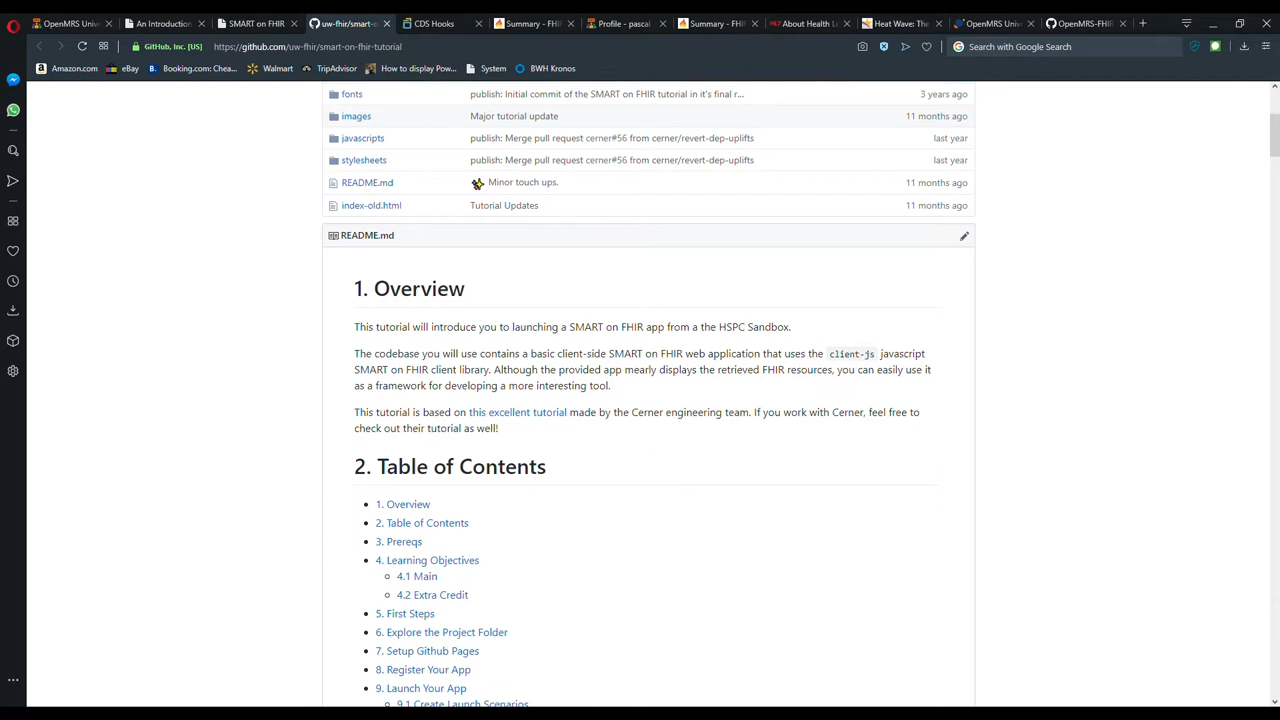 OpenMRS Univ
An Introduction
SMART on FHIR
uw-fhir/smart-o
CDS Hooks
Summary - FHI
Profile - pascal
Summary - FHIR
About Health L
Heat Wave: The
OpenMRS Unive
OpenMRS-FHIR
GitHub, Inc. [US]
https://github.com/uw-fhir/smart-on-fhir-tutorial
Search with Google Search
Amazon.com
eBay
Booking.com: Chea...
Walmart
TripAdvisor
How to display Pow...
System
BWH Kronos
fonts publish: Initial commit of the SMART on FHIR tutorial in it's final r... 3 years ago
images Major tutorial update 11 months ago
javascripts publish: Merge pull request cerner#56 from cerner/revert-dep-uplifts last year
stylesheets publish: Merge pull request cerner#56 from cerner/revert-dep-uplifts last year
README.md Minor touch ups. 11 months ago
index-old.html Tutorial Updates 11 months ago
README.md
1. Overview
This tutorial will introduce you to launching a SMART on FHIR app from a the HSPC Sandbox.
The codebase you will use contains a basic client-side SMART on FHIR web application that uses the client-js javascript
SMART on FHIR client library. Although the provided app mearly displays the retrieved FHIR resources, you can easily use it
as a framework for developing a more interesting tool.
This tutorial is based on this excellent tutorial made by the Cerner engineering team. If you work with Cerner, feel free to
check out their tutorial as well!
2. Table of Contents
1. Overview
2. Table of Contents
3. Prereqs
4. Learning Objectives
4.1 Main
4.2 Extra Credit
5. First Steps
6. Explore the Project Folder
7. Setup Github Pages
8. Register Your App
9. Launch Your App
9.1 Create Launch Scenarios